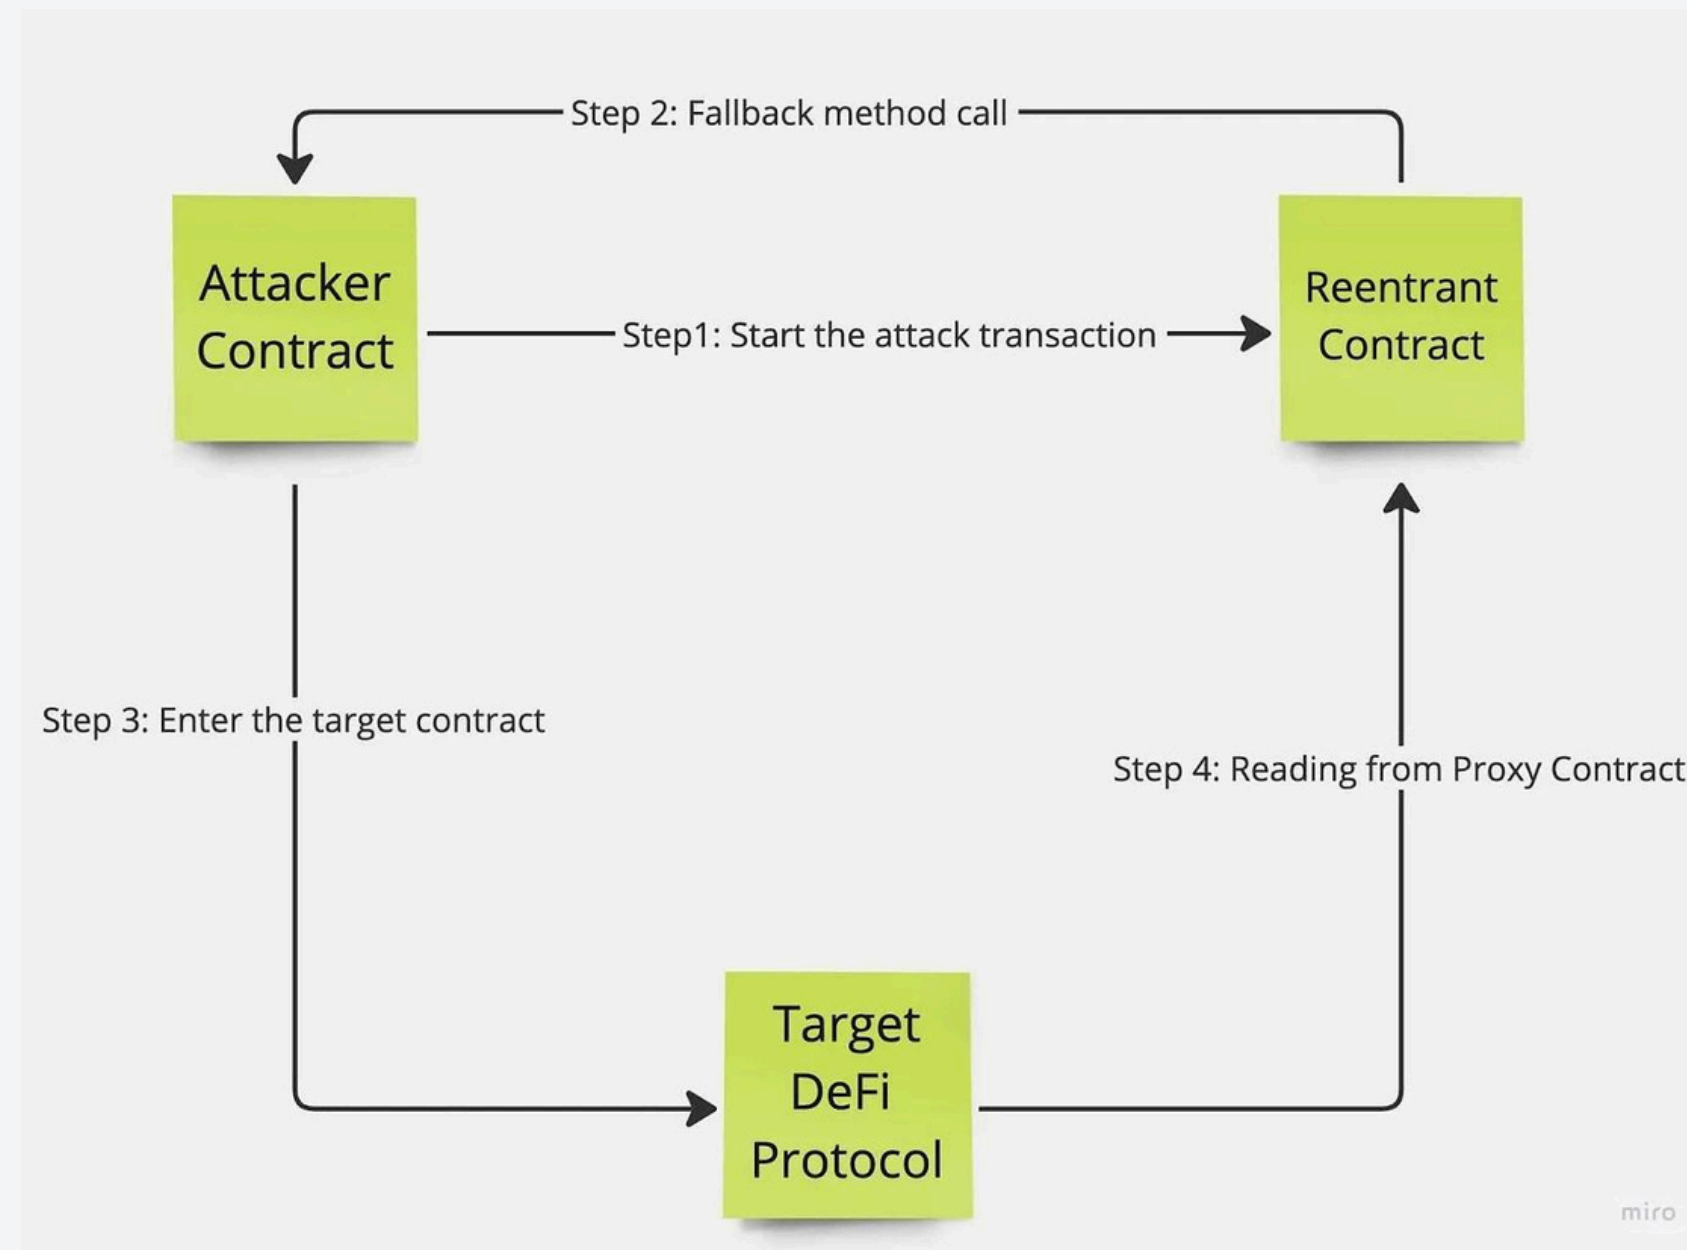 Step 2: Fallback method call
Attacker
Contract
Step1: Start the attack transaction
Reentrant
Contract
Step 3: Enter the target contract
Step 4: Reading from Proxy Contract
Target
DeFi
Protocol
miro